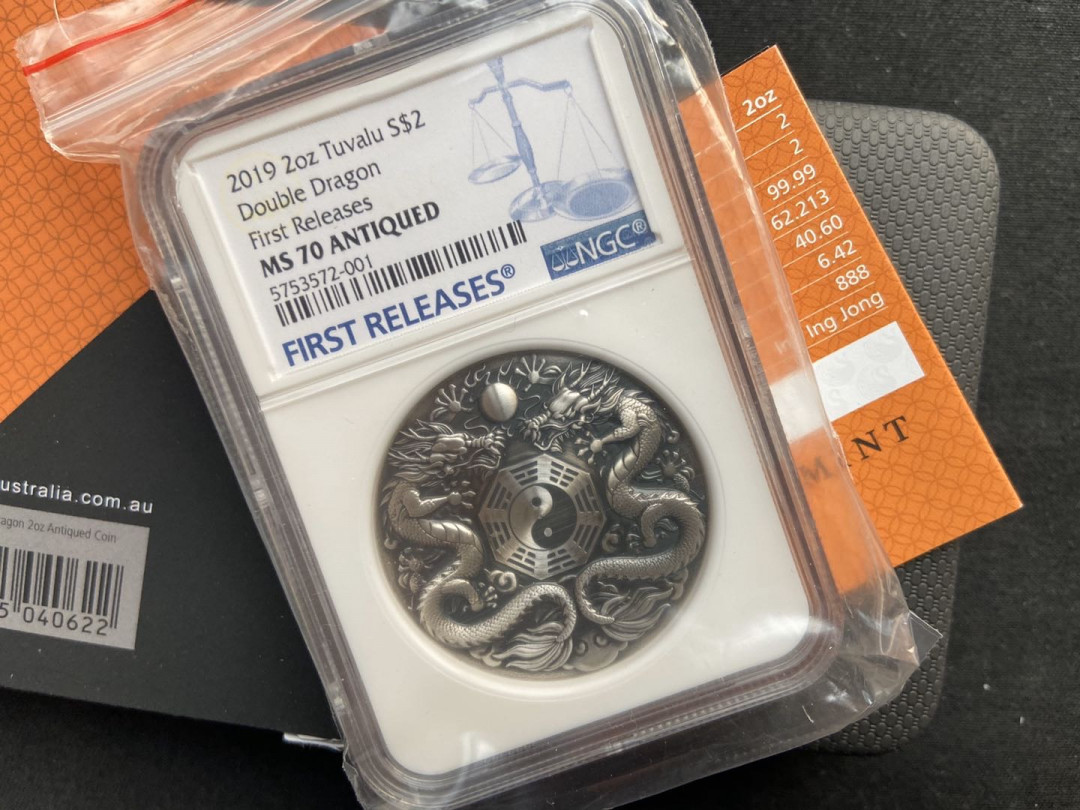 2019 2oz Tuvalu S$2
Double Dragon
First Releases
MS 70 ANTIQUED
5753572-001
FIRST RELEASES®
NGC®
2oz
2
2
99.99
62.213
40.60
6.42
888
Ing Jong
MINT
ustralia.com.au
agon 2oz Antiqued Coin
5 040622